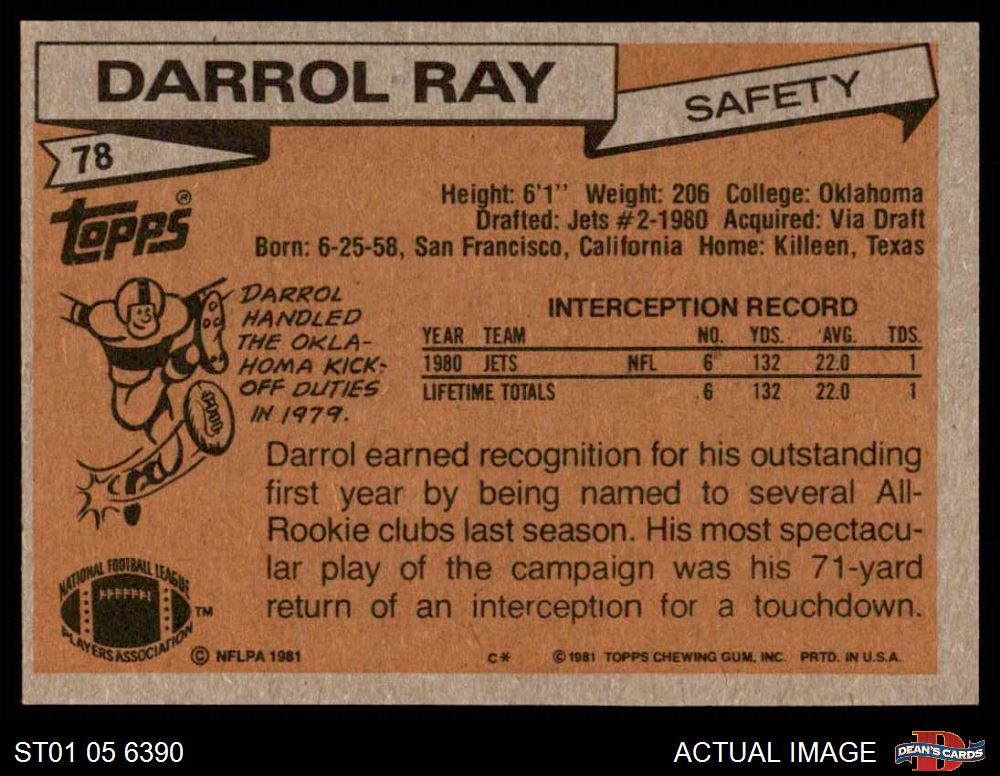 DARROL RAY
SAFETY
78
TOPPS®
Height: 6'1'' Weight: 206 College: Oklahoma
Drafted: Jets #2-1980 Acquired: Via Draft
Born: 6-25-58, San Francisco, California Home: Killeen, Texas
DARROL
HANDLED
THE OKLA-
HOMA KICK-
OFF DUTIES
IN 1979.
INTERCEPTION RECORD
YEAR TEAM NO. YDS. AVG. TDS.
1980 JETS NFL 6 132 22.0 1
LIFETIME TOTALS 6 132 22.0 1
Darrol earned recognition for his outstanding
first year by being named to several All-
Rookie clubs last season. His most spectacu-
lar play of the campaign was his 71-yard
return of an interception for a touchdown.
NATIONAL FOOTBALL LEAGUE
PLAYERS ASSOCIATION
TM
© NFLPA 1981
C*
© 1981 TOPPS CHEWING GUM, INC. PRTD. IN U.S.A.
ST01 05 6390
ACTUAL IMAGE
D
DEAN'S CARDS